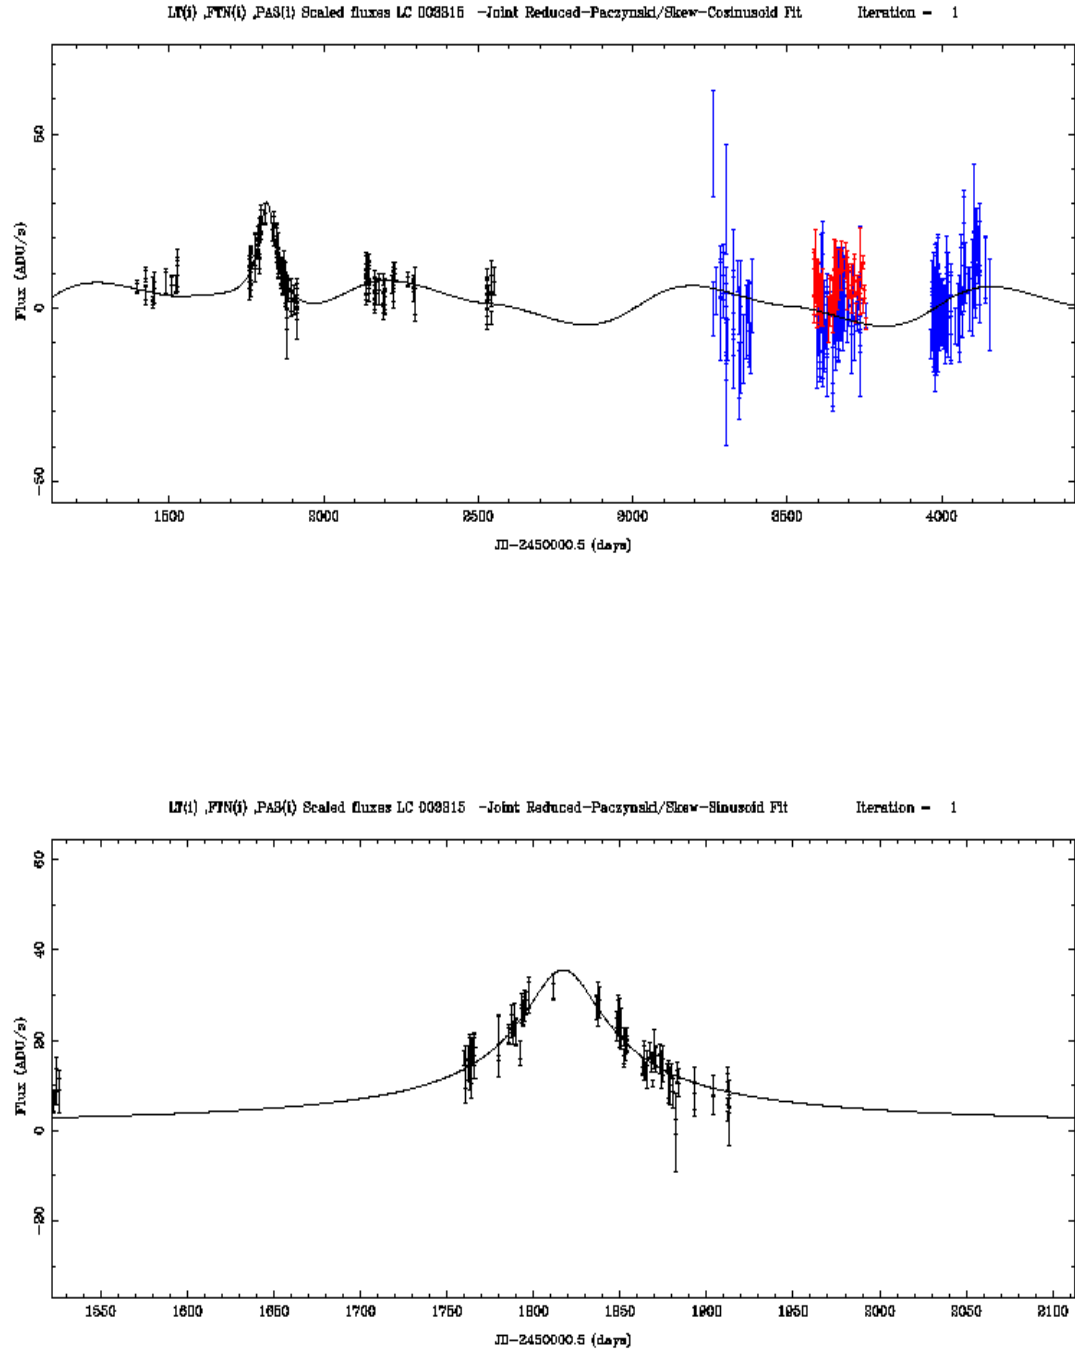 LT(i) ,FTN(i) ,PAS(i) Scaled fluxes LC 003315 -Joint Reduced-Paczynski/Skew-Cosinusoid Fit Iteration - 1
50
0
-50
Flux (ADU/s)
1500 2000 2500 3000 3500 4000
JD-2450000.5 (days)
LT(i) ,FTN(i) ,PAS(i) Scaled fluxes LC 003315 -Joint Reduced-Paczynski/Skew-Sinusoid Fit Iteration - 1
60
40
20
0
-20
Flux (ADU/s)
1550 1600 1650 1700 1750 1800 1850 1900 1950 2000 2050 2100
JD-2450000.5 (days)